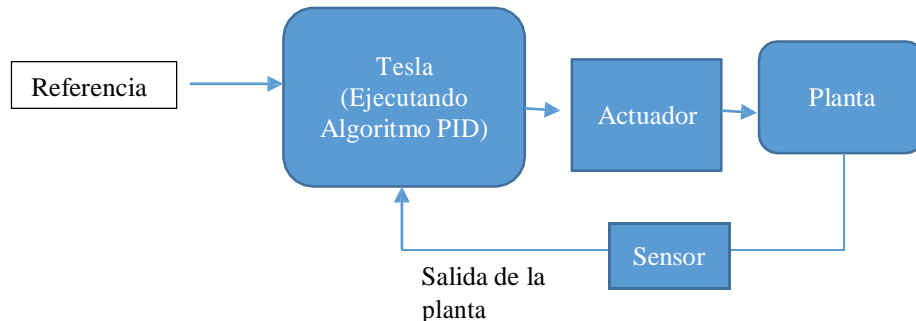 Referencia
Tesla
(Ejecutando
Algoritmo PID)
Actuador
Planta
Sensor
Salida de la
planta